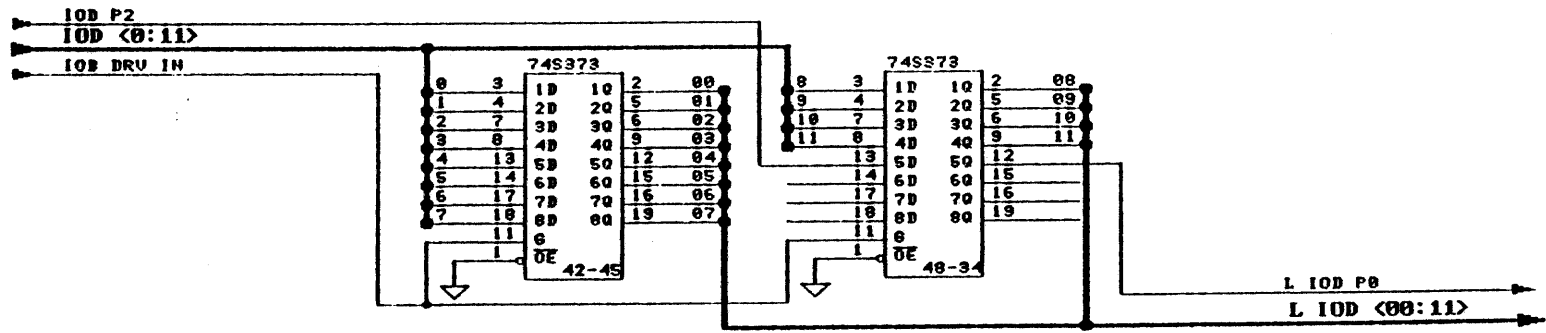 IOD P2
IOD <0:11>
IOB DRV IN
74S373
0 3 1D 1Q 2 00
1 4 2D 2Q 5 01
2 7 3D 3Q 6 02
3 8 4D 4Q 9 03
4 13 5D 5Q 12 04
5 14 6D 6Q 15 05
6 17 7D 7Q 16 06
7 18 8D 8Q 19 07
11 G
1 OE
42-45
74S373
8 3 1D 1Q 2 08
9 4 2D 2Q 5 09
10 7 3D 3Q 6 10
11 8 4D 4Q 9 11
13 5D 5Q 12
14 6D 6Q 15
17 7D 7Q 16
18 8D 8Q 19
11 G
1 OE
48-34
L IOD P0
L IOD <00:11>